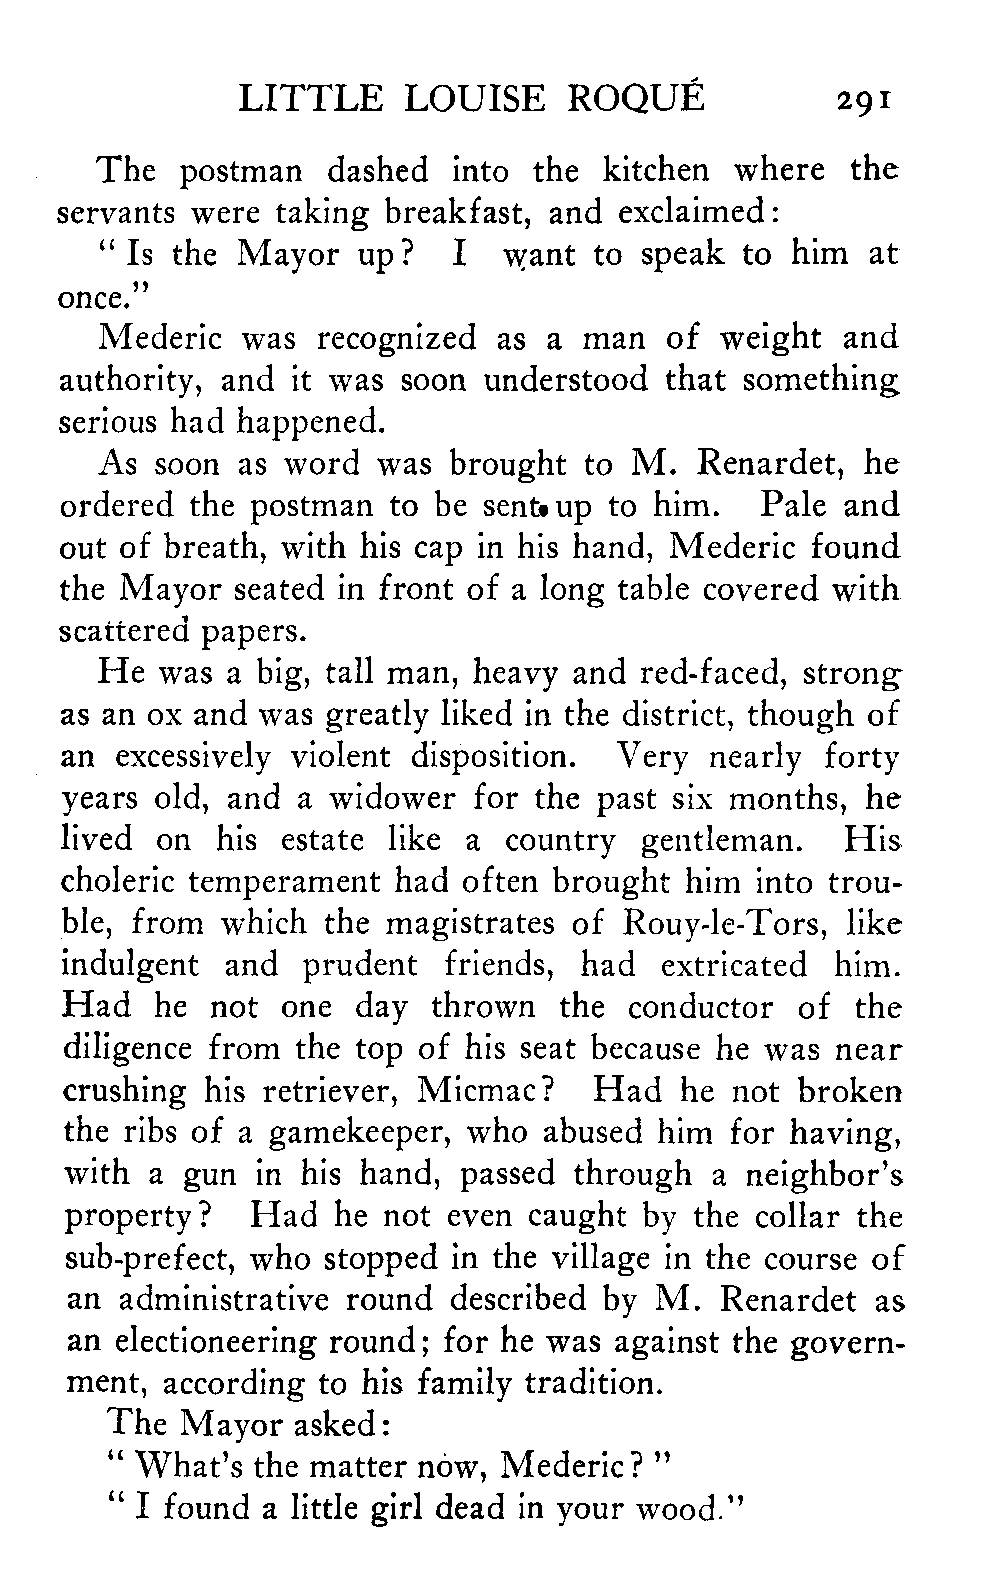 LITTLE LOUISE ROQUÉ 291
The postman dashed into the kitchen where the
servants were taking breakfast, and exclaimed:
“ Is the Mayor up? I want to speak to him at
once.”
Mederic was recognized as a man of weight and
authority, and it was soon understood that something
serious had happened.
As soon as word was brought to M. Renardet, he
ordered the postman to be sent up to him. Pale and
out of breath, with his cap in his hand, Mederic found
the Mayor seated in front of a long table covered with
scattered papers.
He was a big, tall man, heavy and red-faced, strong
as an ox and was greatly liked in the district, though of
an excessively violent disposition. Very nearly forty
years old, and a widower for the past six months, he
lived on his estate like a country gentleman. His
choleric temperament had often brought him into trou-
ble, from which the magistrates of Rouy-le-Tors, like
indulgent and prudent friends, had extricated him.
Had he not one day thrown the conductor of the
diligence from the top of his seat because he was near
crushing his retriever, Micmac? Had he not broken
the ribs of a gamekeeper, who abused him for having,
with a gun in his hand, passed through a neighbor's
property? Had he not even caught by the collar the
sub-prefect, who stopped in the village in the course of
an administrative round described by M. Renardet as
an electioneering round; for he was against the govern-
ment, according to his family tradition.
The Mayor asked:
“ What's the matter now, Mederic? ”
“ I found a little girl dead in your wood.”